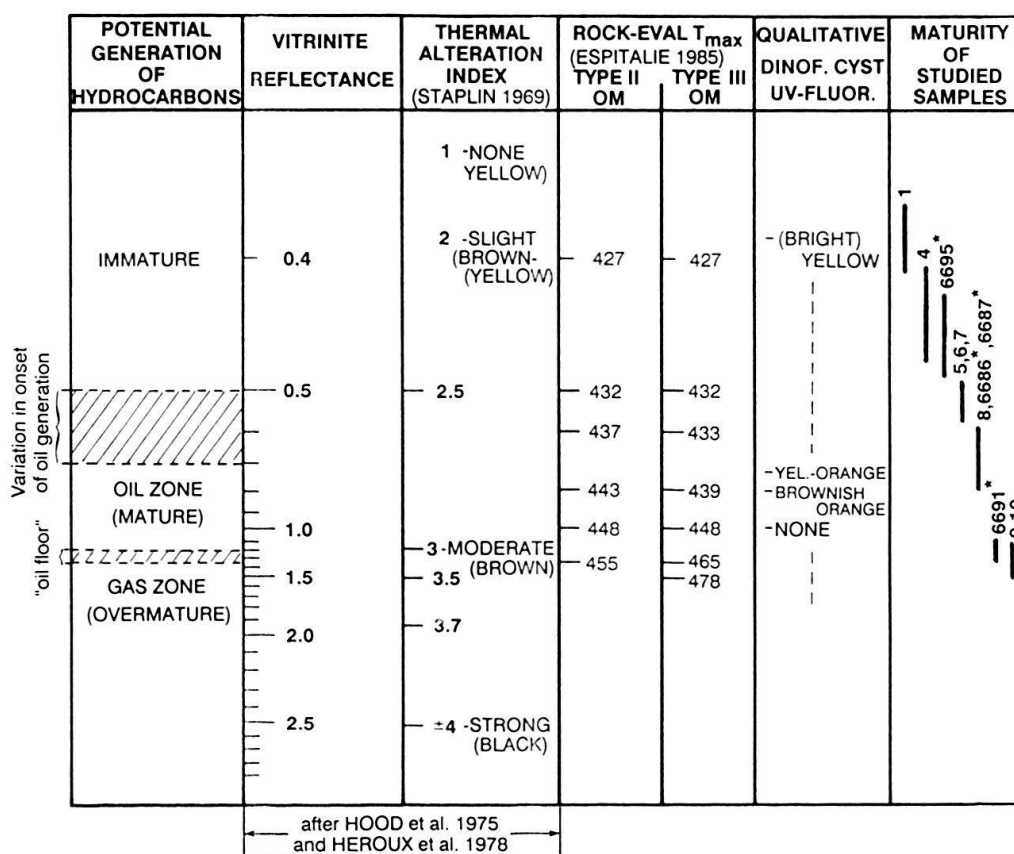 POTENTIAL
GENERATION
OF
HYDROCARBONS
VITRINITE
REFLECTANCE
THERMAL
ALTERATION
INDEX
(STAPLIN 1969)
ROCK-EVAL Tmax
(ESPITALIE 1985)
TYPE II
OM
TYPE III
OM
QUALITATIVE
DINOF. CYST
UV-FLUOR.
MATURITY
OF
STUDIED
SAMPLES
Variation in onset
of oil generation
"oil floor"
IMMATURE
OIL ZONE
(MATURE)
GAS ZONE
(OVERMATURE)
0.4
0.5
1.0
1.5
2.0
2.5
1 -NONE
YELLOW)
2 -SLIGHT
(BROWN-
(YELLOW)
2.5
3 -MODERATE
(BROWN)
3.5
3.7
±4 -STRONG
(BLACK)
427
432
437
443
448
455
427
432
433
439
448
465
478
(BRIGHT)
YELLOW
YEL.-ORANGE
BROWNISH
ORANGE
NONE
1
4
6695*
5,6,7
8,6686*,6687*
6691*
after HOOD et al. 1975
and HEROUX et al. 1978